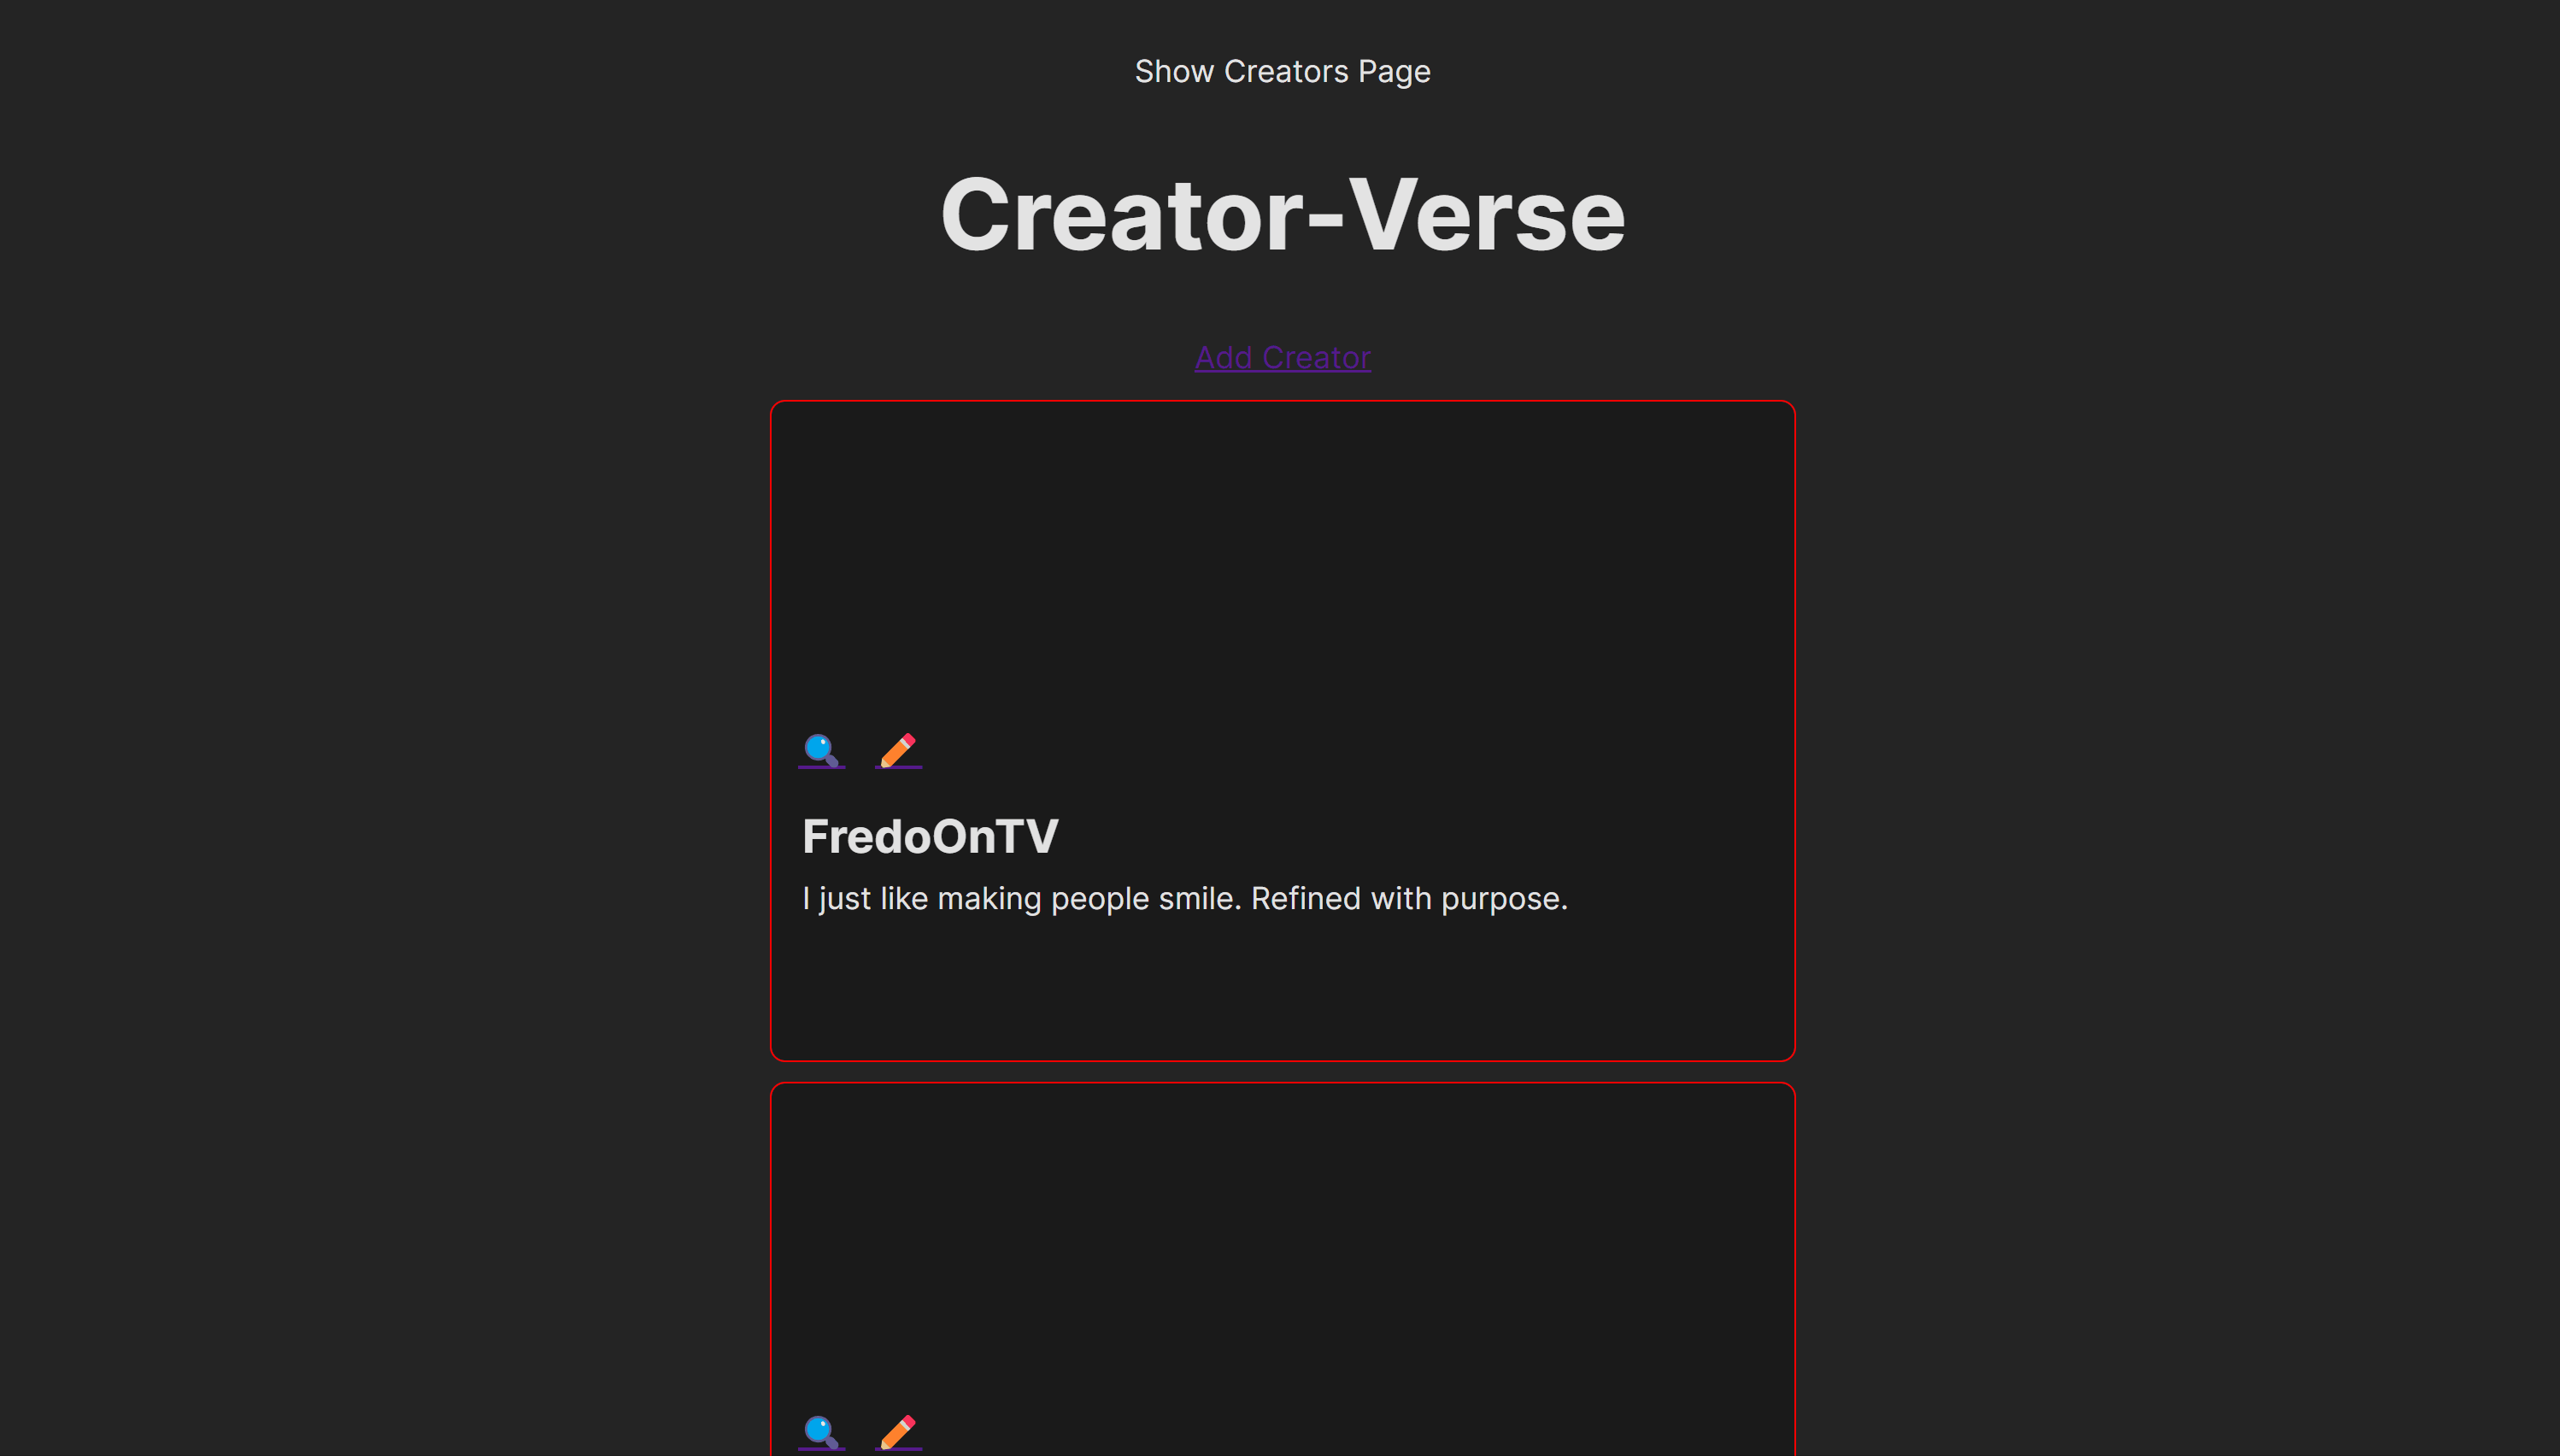 Show Creators Page
Creator-Verse
Add Creator
FredoOnTV
I just like making people smile. Refined with purpose.